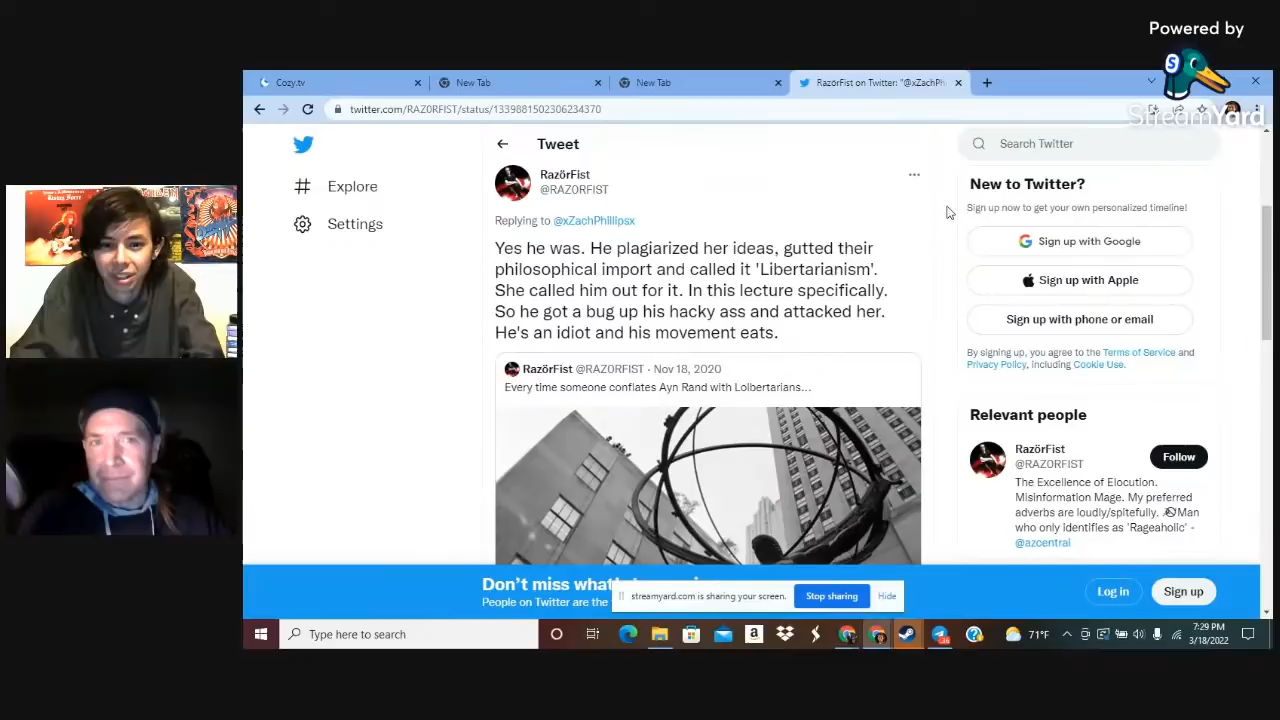 Powered by
StreamYard
Cozy.tv
New Tab
New Tab
RazörFist on Twitter: "@xZachPh
twitter.com/RAZ0RFIST/status/1339881502306234370
Explore
Settings
Tweet
RazörFist
@RAZ0RFIST
Replying to @xZachPhilipsx
Yes he was. He plagiarized her ideas, gutted their
philosophical import and called it 'Libertarianism'.
She called him out for it. In this lecture specifically.
So he got a bug up his hacky ass and attacked her.
He's an idiot and his movement eats.
RazörFist @RAZ0RFIST · Nov 18, 2020
Every time someone conflates Ayn Rand with Lolbertarians...
Search Twitter
New to Twitter?
Sign up now to get your own personalized timeline!
Sign up with Google
Sign up with Apple
Sign up with phone or email
By signing up, you agree to the Terms of Service and
Privacy Policy, including Cookie Use.
Relevant people
RazörFist
@RAZ0RFIST
Follow
The Excellence of Elocution.
Misinformation Mage. My preferred
adverbs are loudly/spitefully. Man
who only identifies as 'Rageaholic' -
@azcentral
Don't miss what's
People on Twitter are the
streamyard.com is sharing your screen.
Stop sharing
Hide
Log in
Sign up
Type here to search
71°F
7:29 PM
3/18/2022